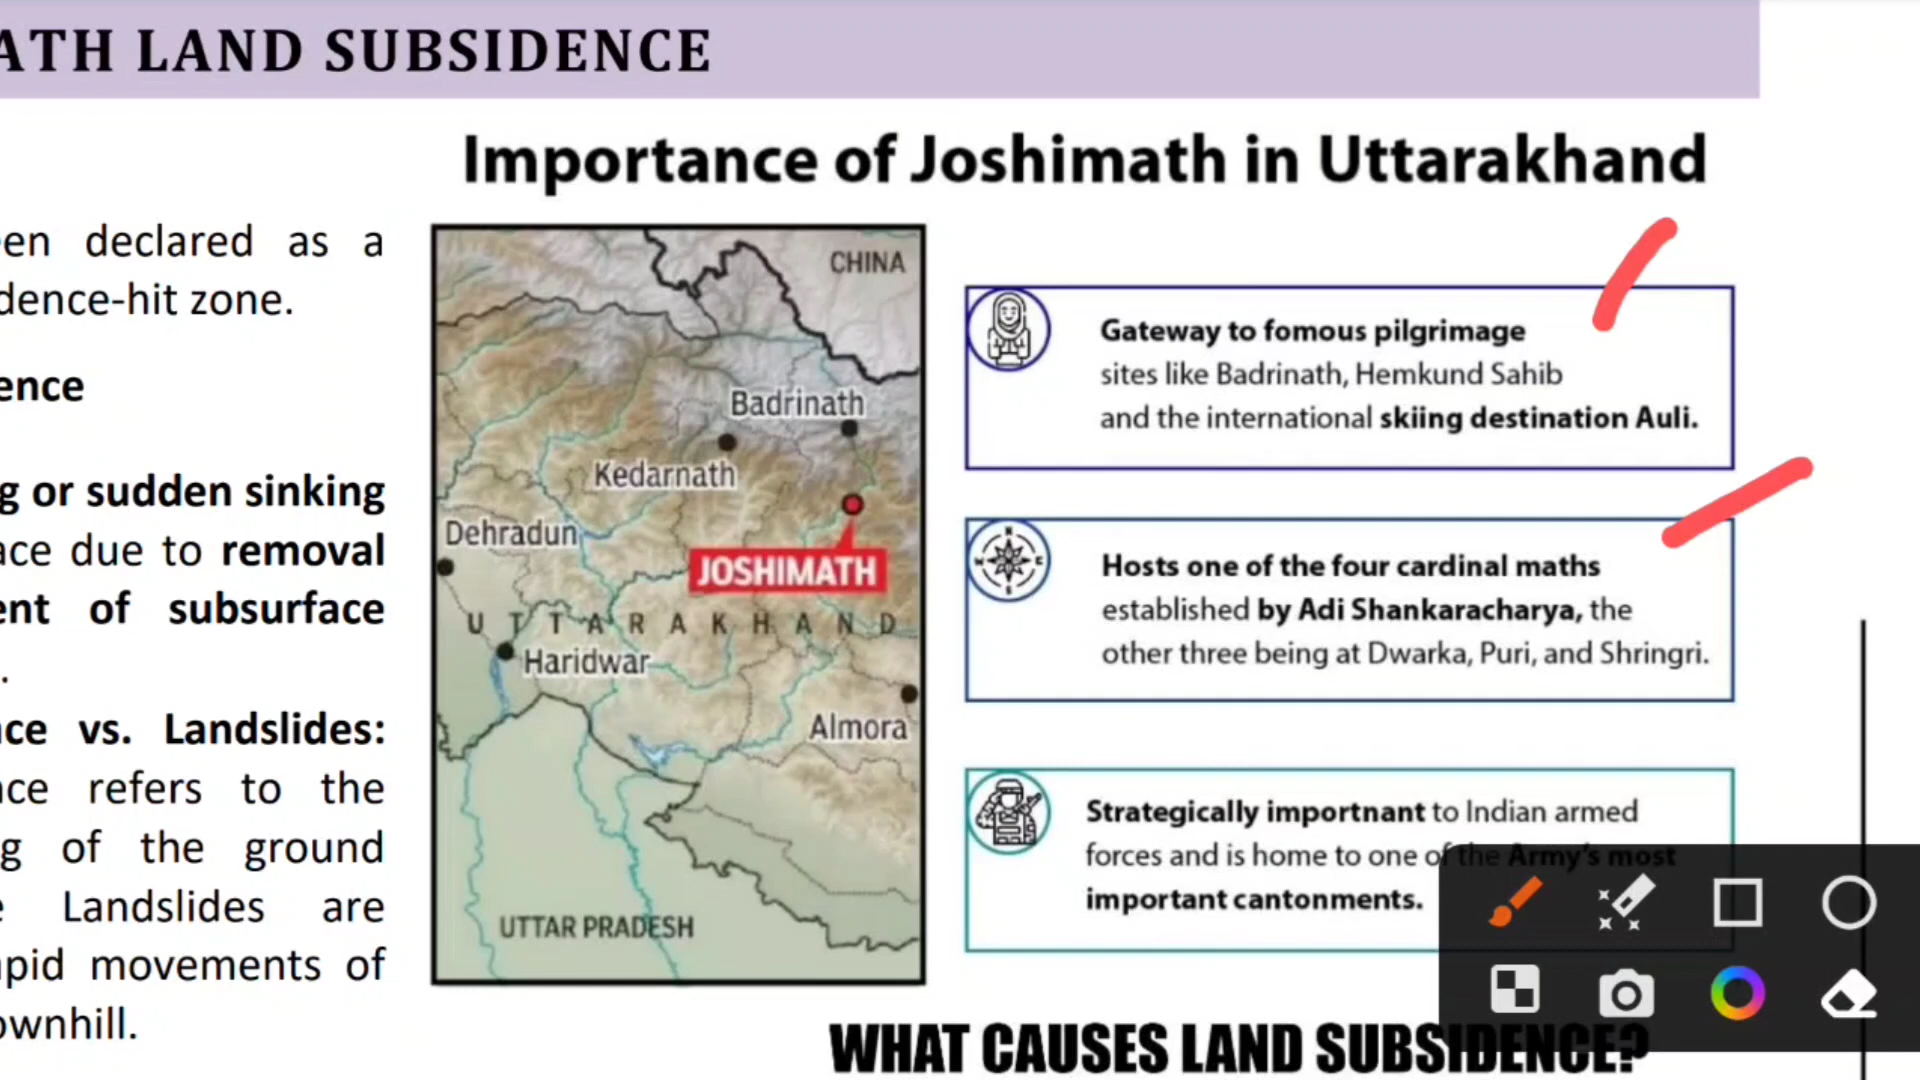 ATH LAND SUBSIDENCE
Importance of Joshimath in Uttarakhand
een declared as a
dence-hit zone.
ence
g or sudden sinking
ace due to removal
ent of subsurface
.
ce vs. Landslides:
ce refers to the
g of the ground
e Landslides are
pid movements of
ownhill.
CHINA
Badrinath
Kedarnath
Dehradun
JOSHIMATH
UTTARAKHAND
Haridwar
Almora
UTTAR PRADESH
Gateway to fomous pilgrimage
sites like Badrinath, Hemkund Sahib
and the international skiing destination Auli.
Hosts one of the four cardinal maths
established by Adi Shankaracharya, the
other three being at Dwarka, Puri, and Shringri.
Strategically importnant to Indian armed
forces and is home to one of the Army's most
important cantonments.
WHAT CAUSES LAND SUBSIDENCE?